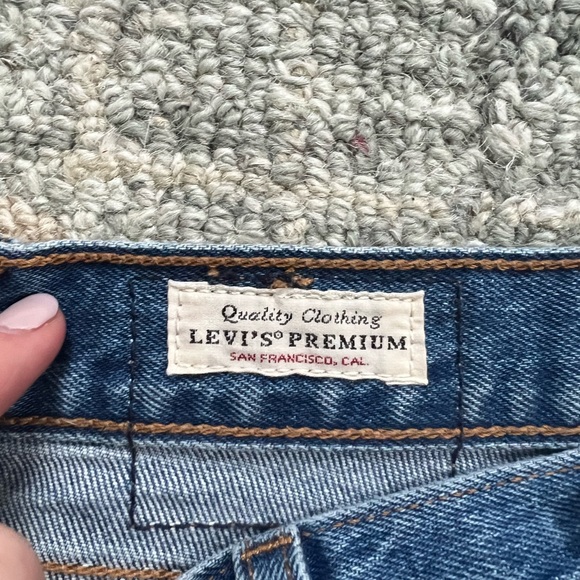 Quality Clothing
LEVI'S® PREMIUM
SAN FRANCISCO, CAL.